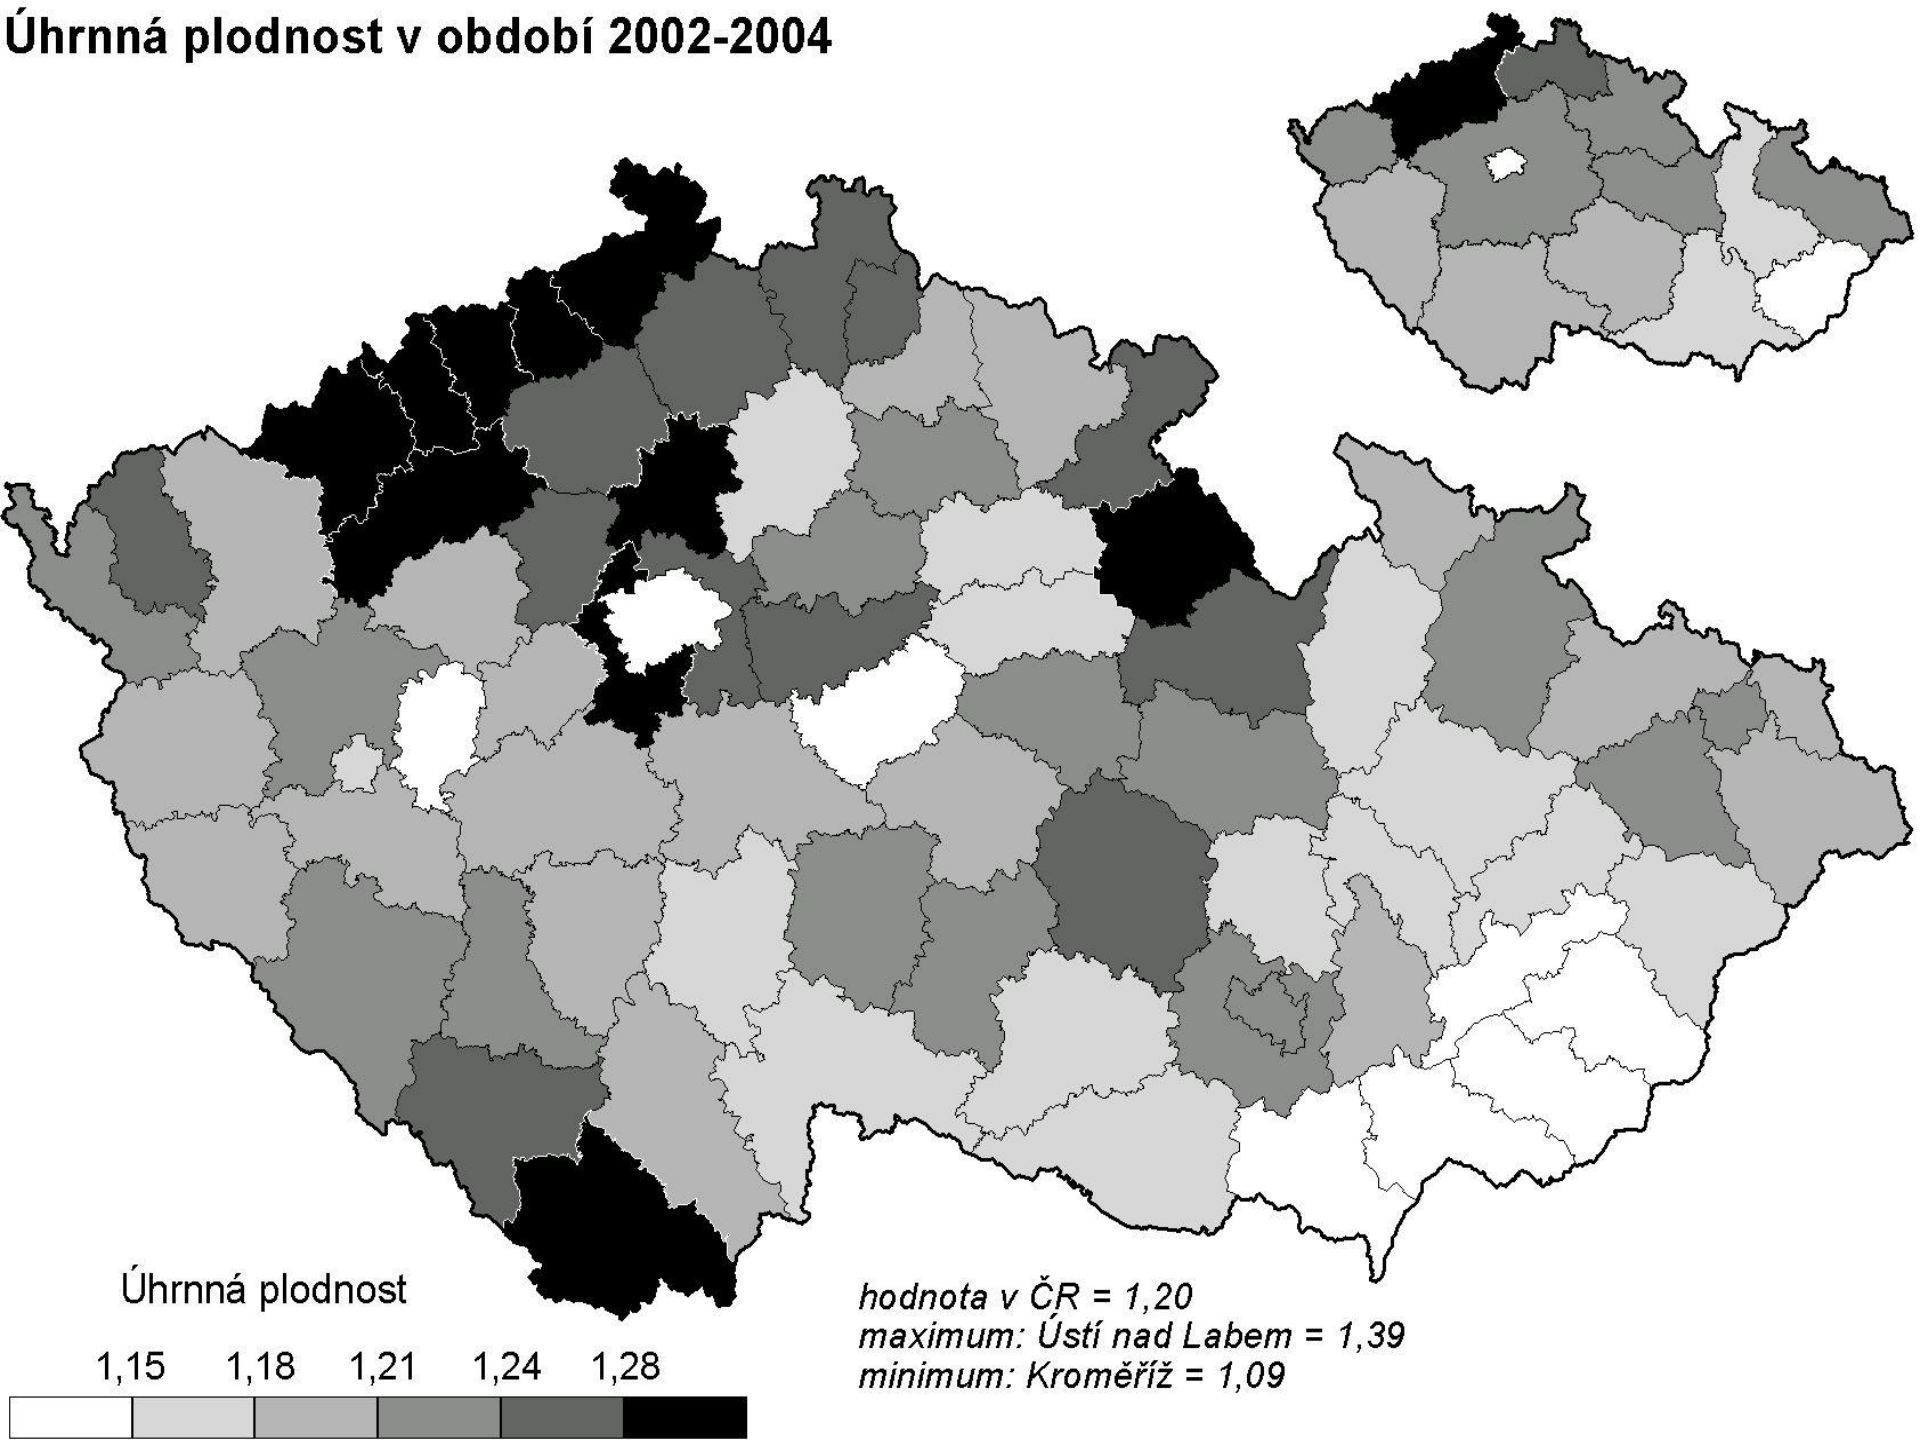 Úhrnná plodnost v období 2002-2004
Úhrnná plodnost
1,15 1,18 1,21 1,24 1,28
hodnota v ČR = 1,20
maximum: Ústí nad Labem = 1,39
minimum: Kroměříž = 1,09